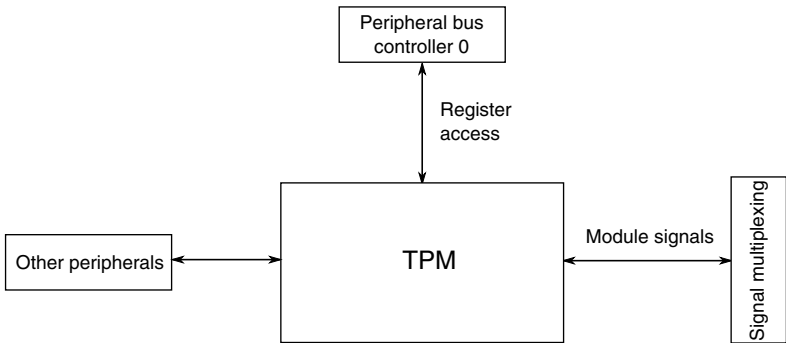 Peripheral bus
controller 0
Register
access
Other peripherals
TPM
Module signals
Signal multiplexing